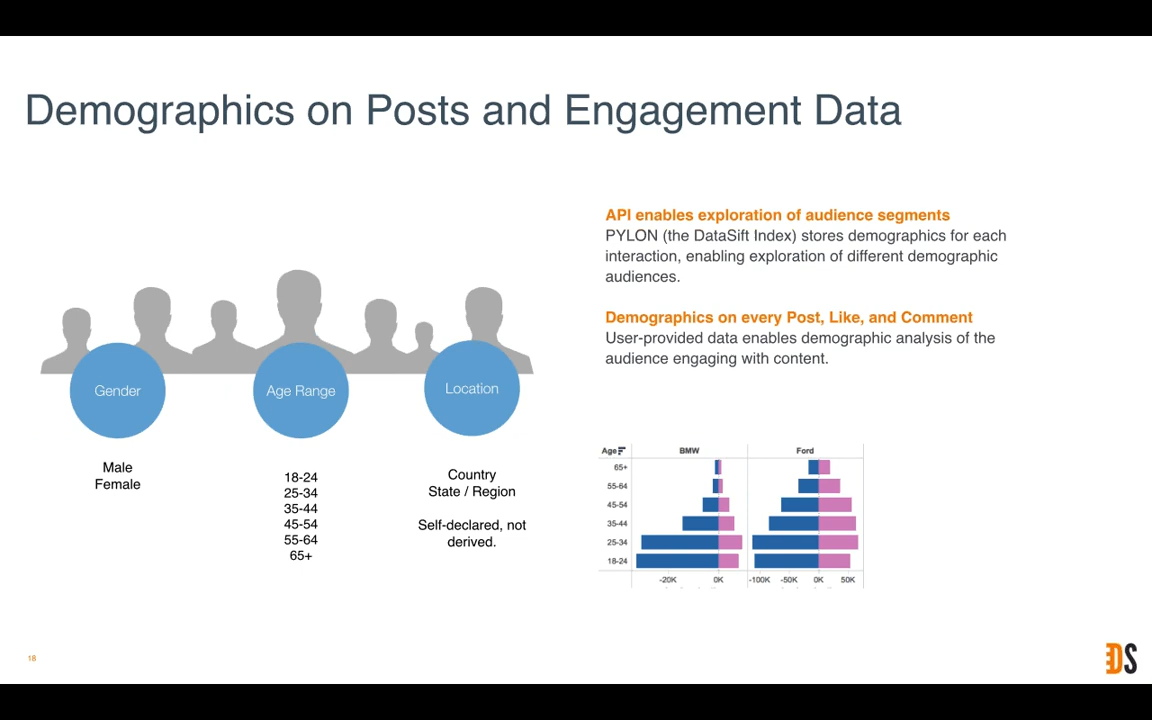 Demographics on Posts and Engagement Data
Gender
Age Range
Location
Male
Female
18-24
25-34
35-44
45-54
55-64
65+
Country
State / Region
Self-declared, not
derived.
API enables exploration of audience segments
PYLON (the DataSift Index) stores demographics for each
interaction, enabling exploration of different demographic
audiences.
Demographics on every Post, Like, and Comment
User-provided data enables demographic analysis of the
audience engaging with content.
Age BMW Ford
65+
55-64
45-54
35-44
25-34
18-24
-20K 0K -100K -50K 0K 50K
18
DS